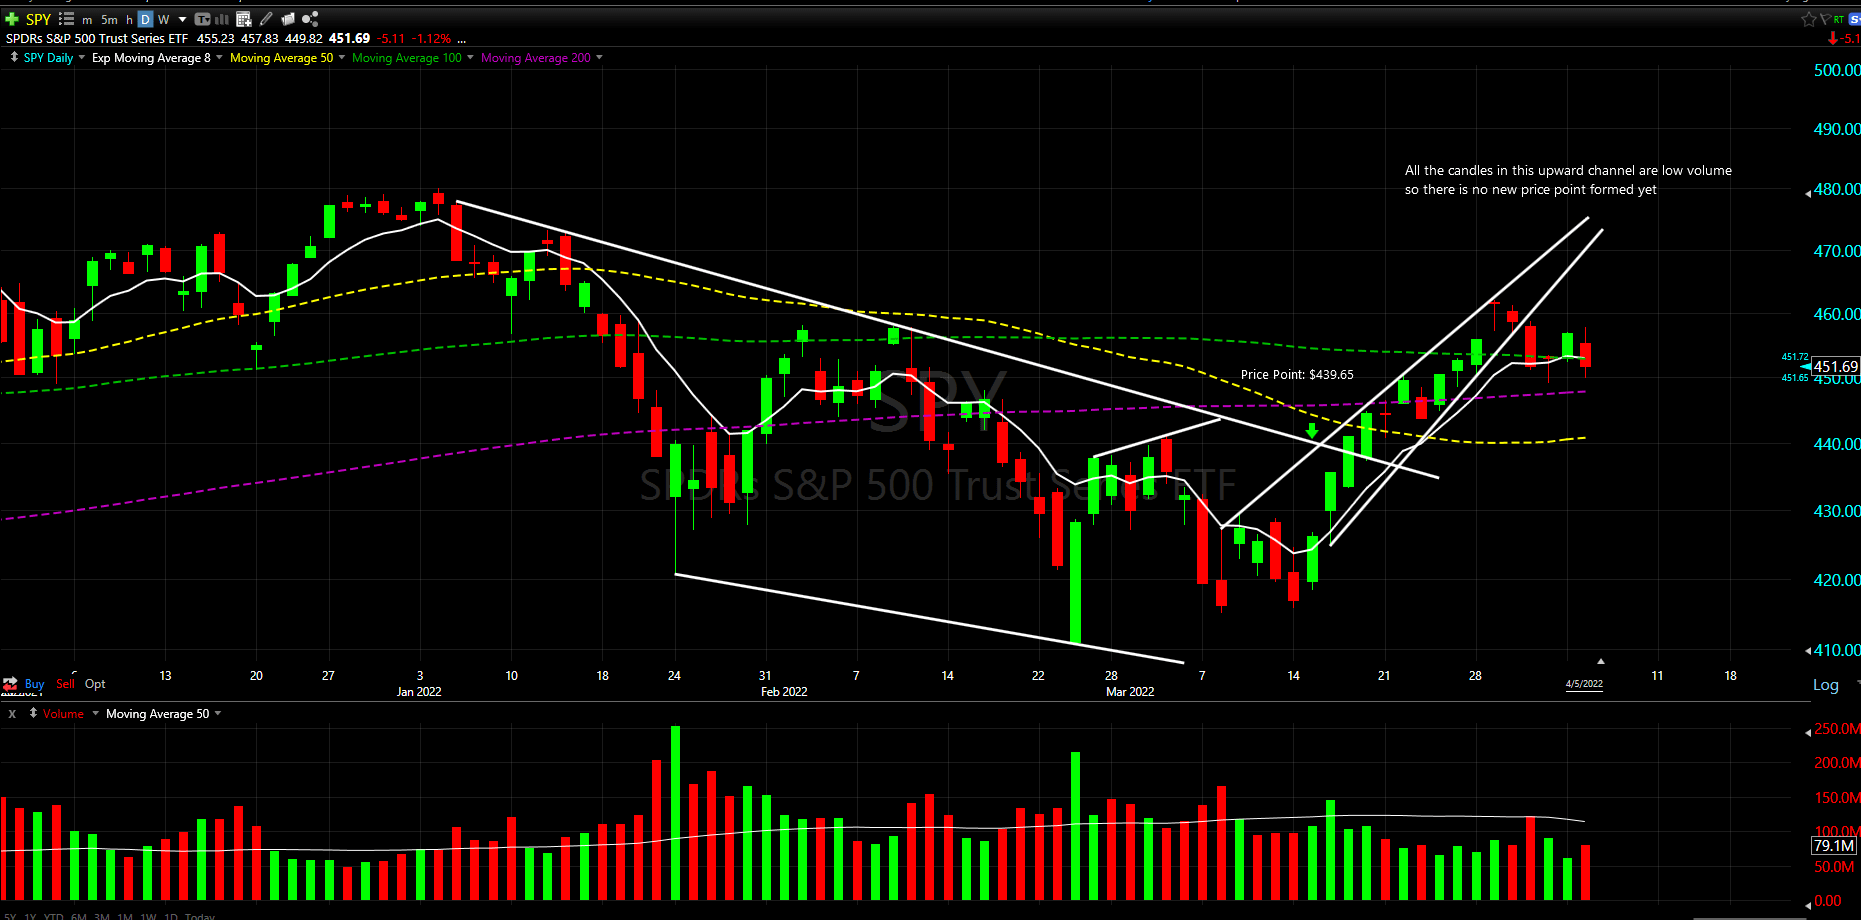 SPY m 5m h D W
RT
SPDRs S&P 500 Trust Series ETF 455.23 457.83 449.82 451.69 -5.11 -1.12% ...
SPY Daily Exp Moving Average 8 Moving Average 50 Moving Average 100 Moving Average 200
500.00
490.00
All the candles in this upward channel are low volume
so there is no new price point formed yet
480.00
470.00
460.00
451.72
451.69
Price Point: $439.65
451.65
450.00
SPY
440.00
SPDRs S&P 500 Trust Series ETF
430.00
420.00
410.00
6 13 20 27 3 10 18 24 31 7 14 22 28 7 14 21 28 11 18
Buy Sell Opt
4/5/2022
Log
Jan 2022 Feb 2022 Mar 2022
X Volume Moving Average 50
250.0M
200.0M
150.0M
100.0M
79.1M
50.0M
0.00
5Y 1Y YTD 6M 3M 1M 1W 1D Today